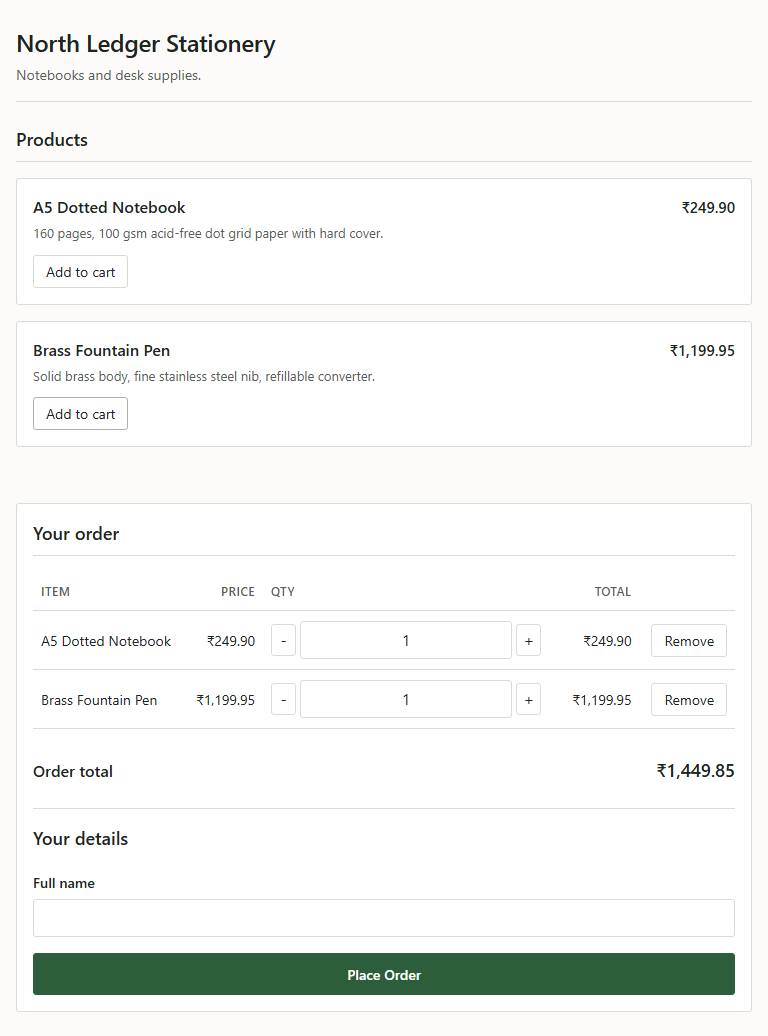 North Ledger Stationery
Notebooks and desk supplies.
Products
A5 Dotted Notebook ₹249.90
160 pages, 100 gsm acid-free dot grid paper with hard cover.
Add to cart
Brass Fountain Pen ₹1,199.95
Solid brass body, fine stainless steel nib, refillable converter.
Add to cart
Your order
ITEM PRICE QTY TOTAL
A5 Dotted Notebook ₹249.90 - 1 + ₹249.90 Remove
Brass Fountain Pen ₹1,199.95 - 1 + ₹1,199.95 Remove
Order total ₹1,449.85
Your details
Full name
Place Order